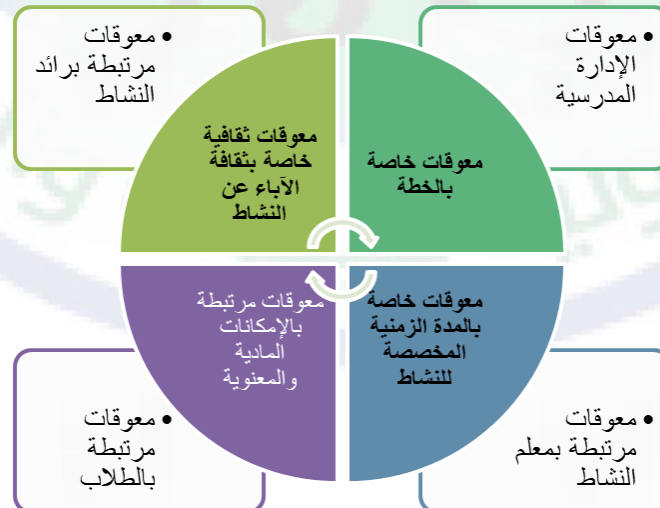 • معوقات
الإدارة
المدرسية
• معوقات
مرتبطة برائد
النشاط
معوقات خاصة
بالخطة
معوقات ثقافية
خاصة بثقافة
الآباء عن
النشاط
معوقات خاصة
بالمدة الزمنية
المخصصة
للنشاط
معوقات مرتبطة
بالإمكانات
المادية
والمعنوية
• معوقات
مرتبطة بمعلم
النشاط
• معوقات
مرتبطة
بالطلاب